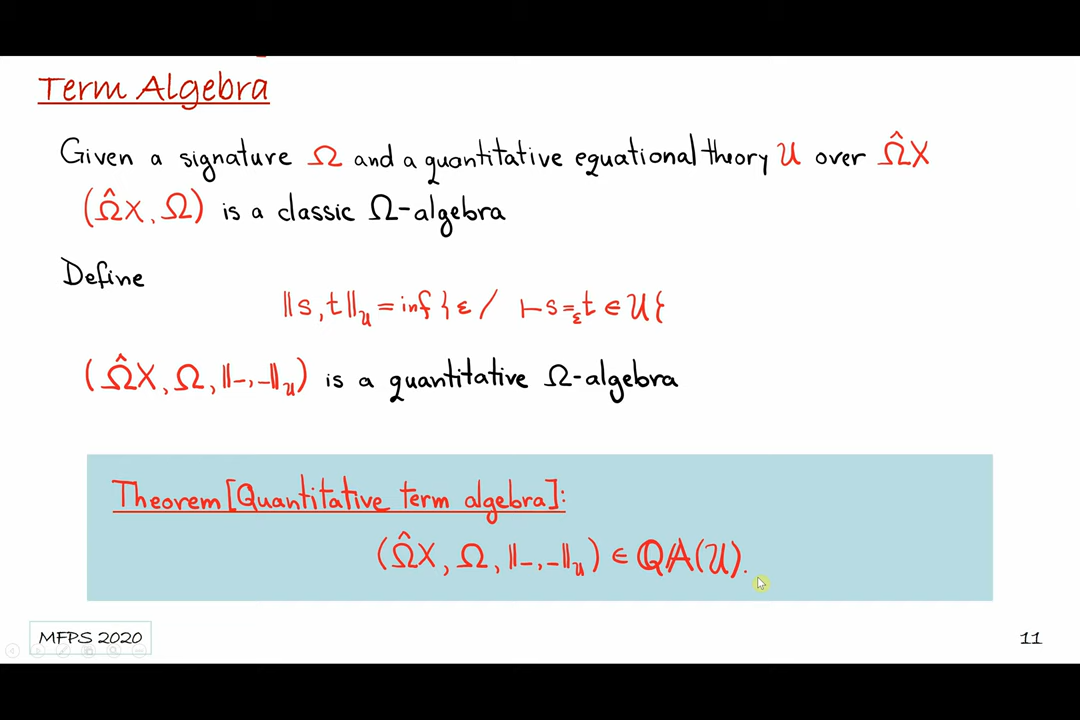 Term Algebra
Given a signature Ω and a quantitative equational theory 𝒰 over Ω̂X
(Ω̂X, Ω) is a classic Ω-algebra
Define
‖s, t‖_𝒰 = inf { ε / ⊢ s =_ε t ∈ 𝒰 {
(Ω̂X, Ω, ‖-,-‖_𝒰) is a quantitative Ω-algebra
Theorem [Quantitative term algebra]:
(Ω̂X, Ω, ‖-,-‖_𝒰) ∈ ℚ𝔸(𝒰).
MFPS 2020
11